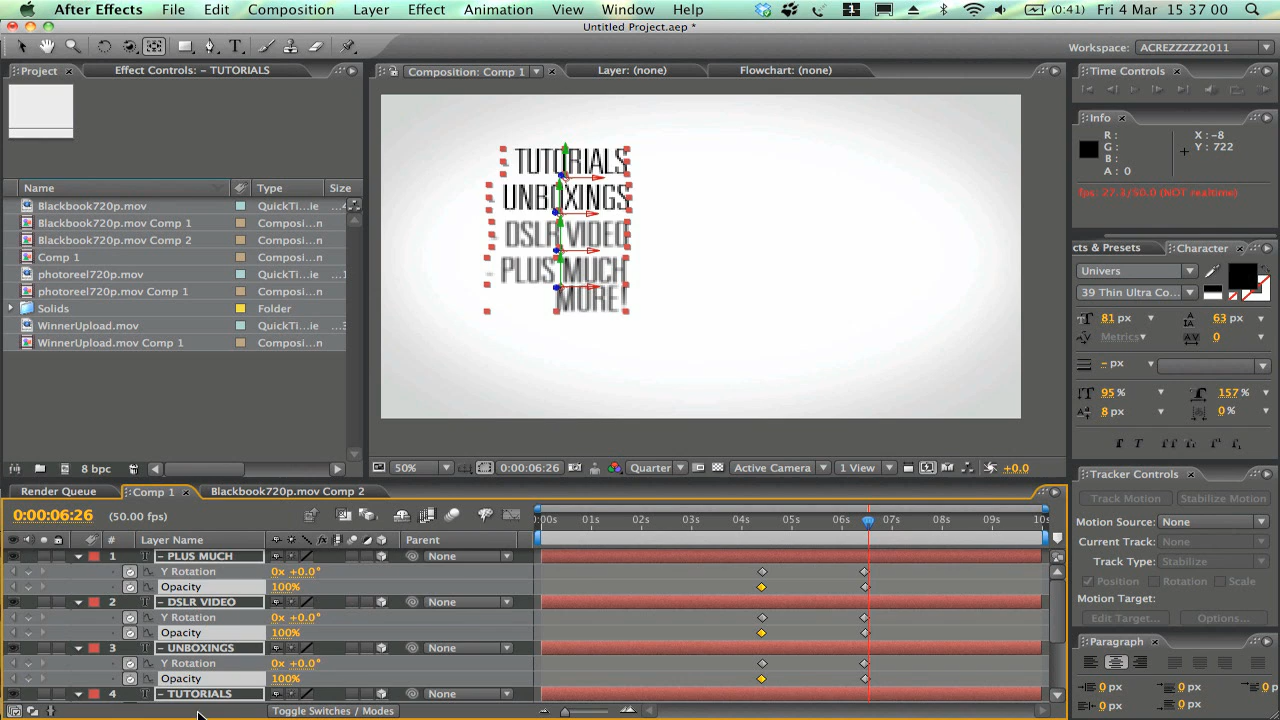 After Effects File Edit Composition Layer Effect Animation View Window Help (0:41) Fri 4 Mar 15 37 00
Untitled Project.aep *
Workspace: ACREZZZZZ2011
Project Effect Controls: – TUTORIALS
Composition: Comp 1 Layer: (none) Flowchart: (none)
Time Controls
Info
R :
G :
B :
A : 0
X : -8
Y : 722
fps: 27.3/50.0 (NOT realtime)
– TUTORIALS
– UNBOXINGS
– DSLR VIDEO
– PLUS MUCH
MORE!
Name Type Size
Blackbook720p.mov QuickTi...ie
Blackbook720p.mov Comp 1 Composi...n
Blackbook720p.mov Comp 2 Composi...n
Comp 1 Composi...n
photoreel720p.mov QuickTi...ie
photoreel720p.mov Comp 1 Composi...n
Solids Folder
WinnerUpload.mov QuickTi...ie
WinnerUpload.mov Comp 1 Composi...n
8 bpc
cts & Presets Character
Univers
39 Thin Ultra Co...
81 px 63 px
Metrics 0
– px
95 % 157 %
8 px 0 %
50% 0:00:06:26 Quarter Active Camera 1 View +0.0
Tracker Controls
Track Motion Stabilize Motion
Motion Source: None
Current Track: None
Track Type: Stabilize
Position Rotation Scale
Motion Target:
Edit Target... Options...
Paragraph
0 px 0 px 0 px
0 px 0 px
Render Queue Comp 1 Blackbook720p.mov Comp 2
0:00:06:26 (50.00 fps)
:00s 01s 02s 03s 04s 05s 06s 07s 08s 09s 10s
# Layer Name Parent
1 T – PLUS MUCH None
Y Rotation 0x +0.0°
Opacity 100%
2 T – DSLR VIDEO None
Y Rotation 0x +0.0°
Opacity 100%
3 T – UNBOXINGS None
Y Rotation 0x +0.0°
Opacity 100%
4 T – TUTORIALS None
Toggle Switches / Modes